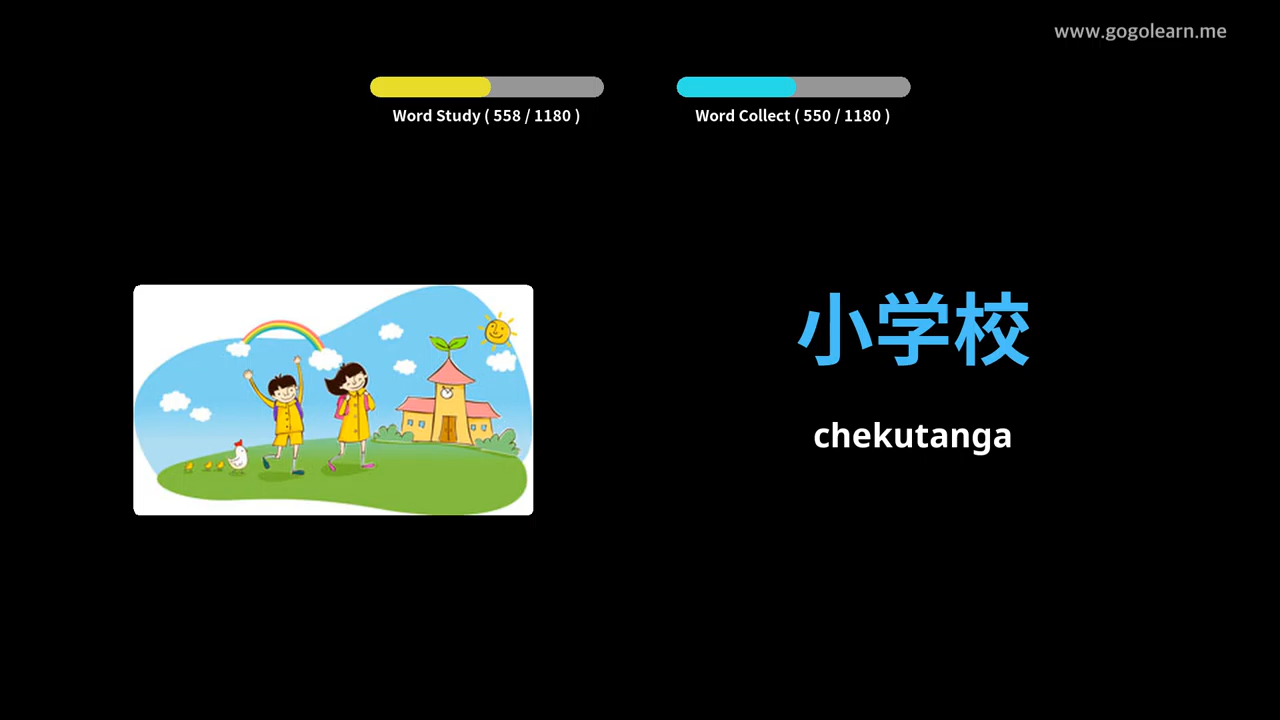 www.gogolearn.me
Word Study ( 558 / 1180 )
Word Collect ( 550 / 1180 )
小学校
chekutanga